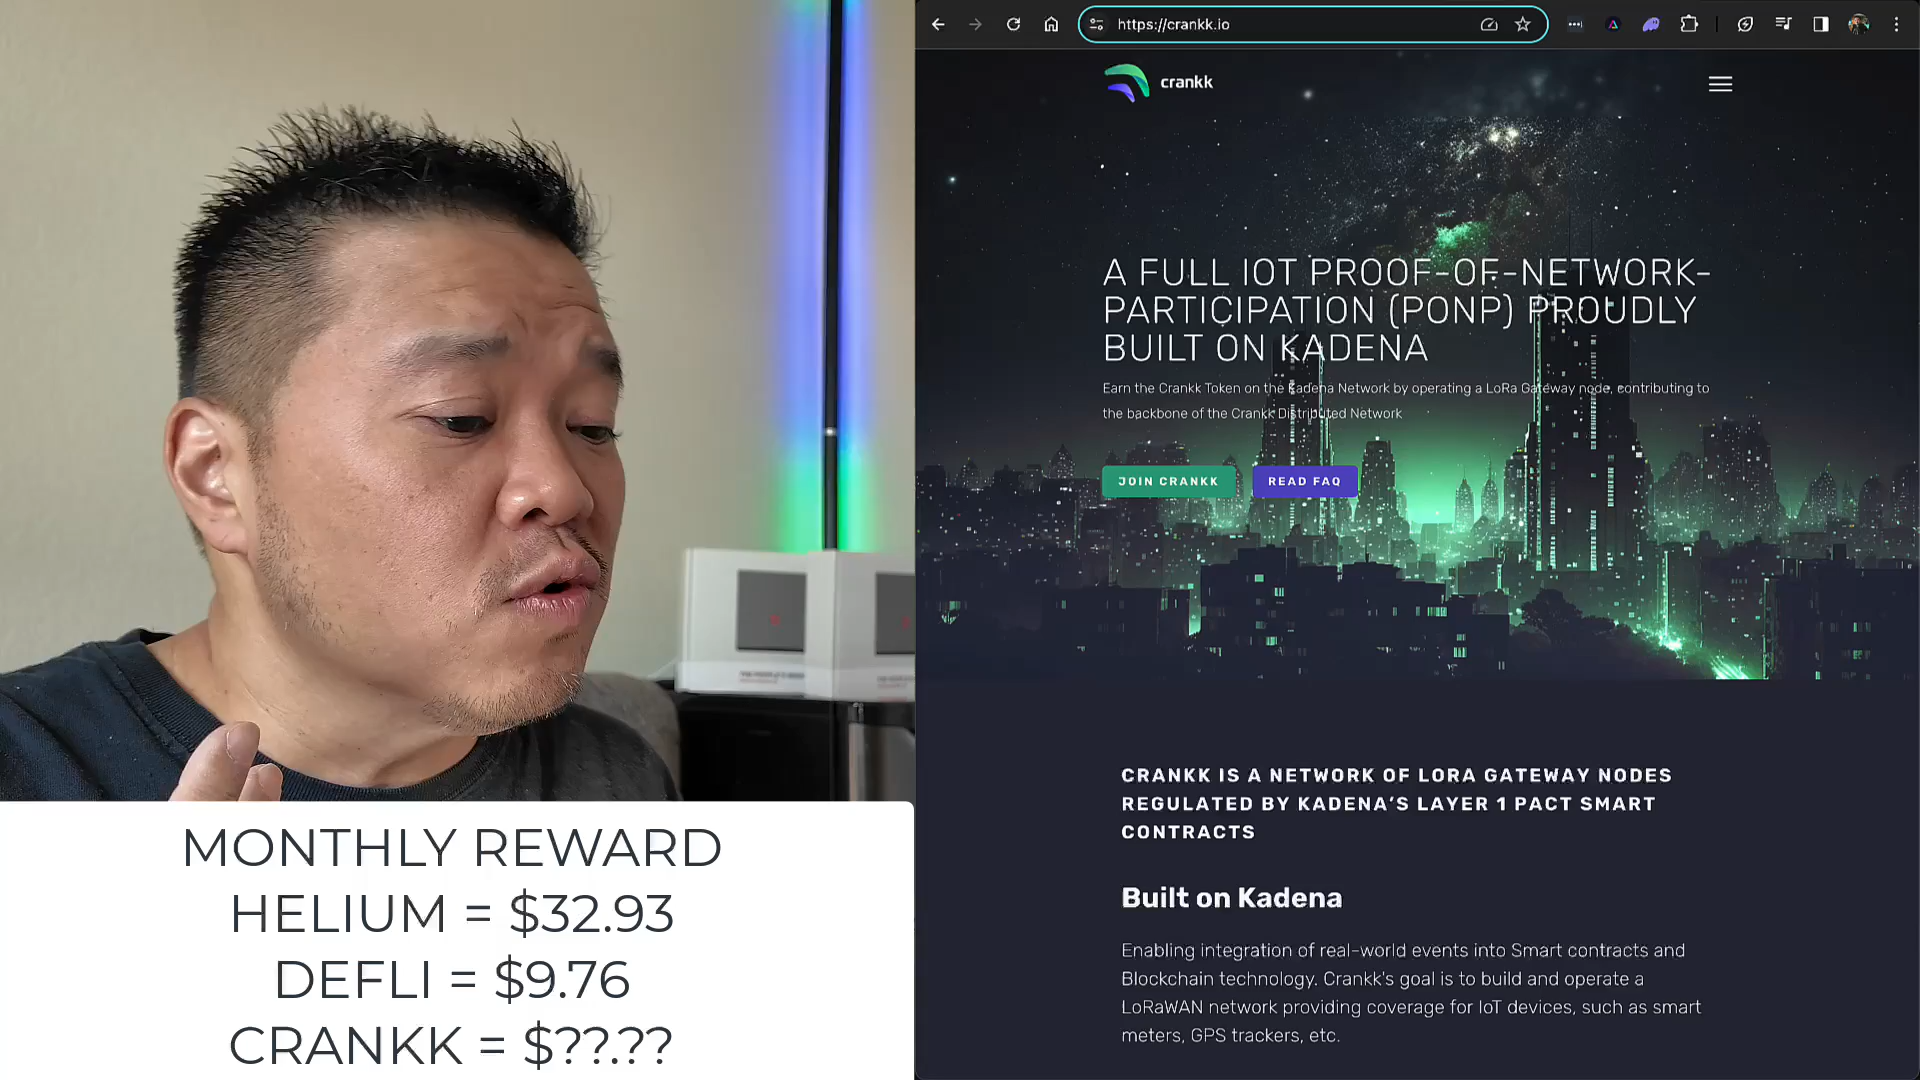 MONTHLY REWARD
HELIUM = $32.93
DEFLI = $9.76
CRANKK = $??.??
https://crankk.io
crankk
A FULL IOT PROOF-OF-NETWORK-
PARTICIPATION (PONP) PROUDLY
BUILT ON KADENA
Earn the Crankk Token on the Kadena Network by operating a LoRa Gateway node, contributing to
the backbone of the Crankk Distributed Network
JOIN CRANKK
READ FAQ
CRANKK IS A NETWORK OF LORA GATEWAY NODES
REGULATED BY KADENA’S LAYER 1 PACT SMART
CONTRACTS
Built on Kadena
Enabling integration of real-world events into Smart contracts and
Blockchain technology. Crankk's goal is to build and operate a
LoRaWAN network providing coverage for IoT devices, such as smart
meters, GPS trackers, etc.